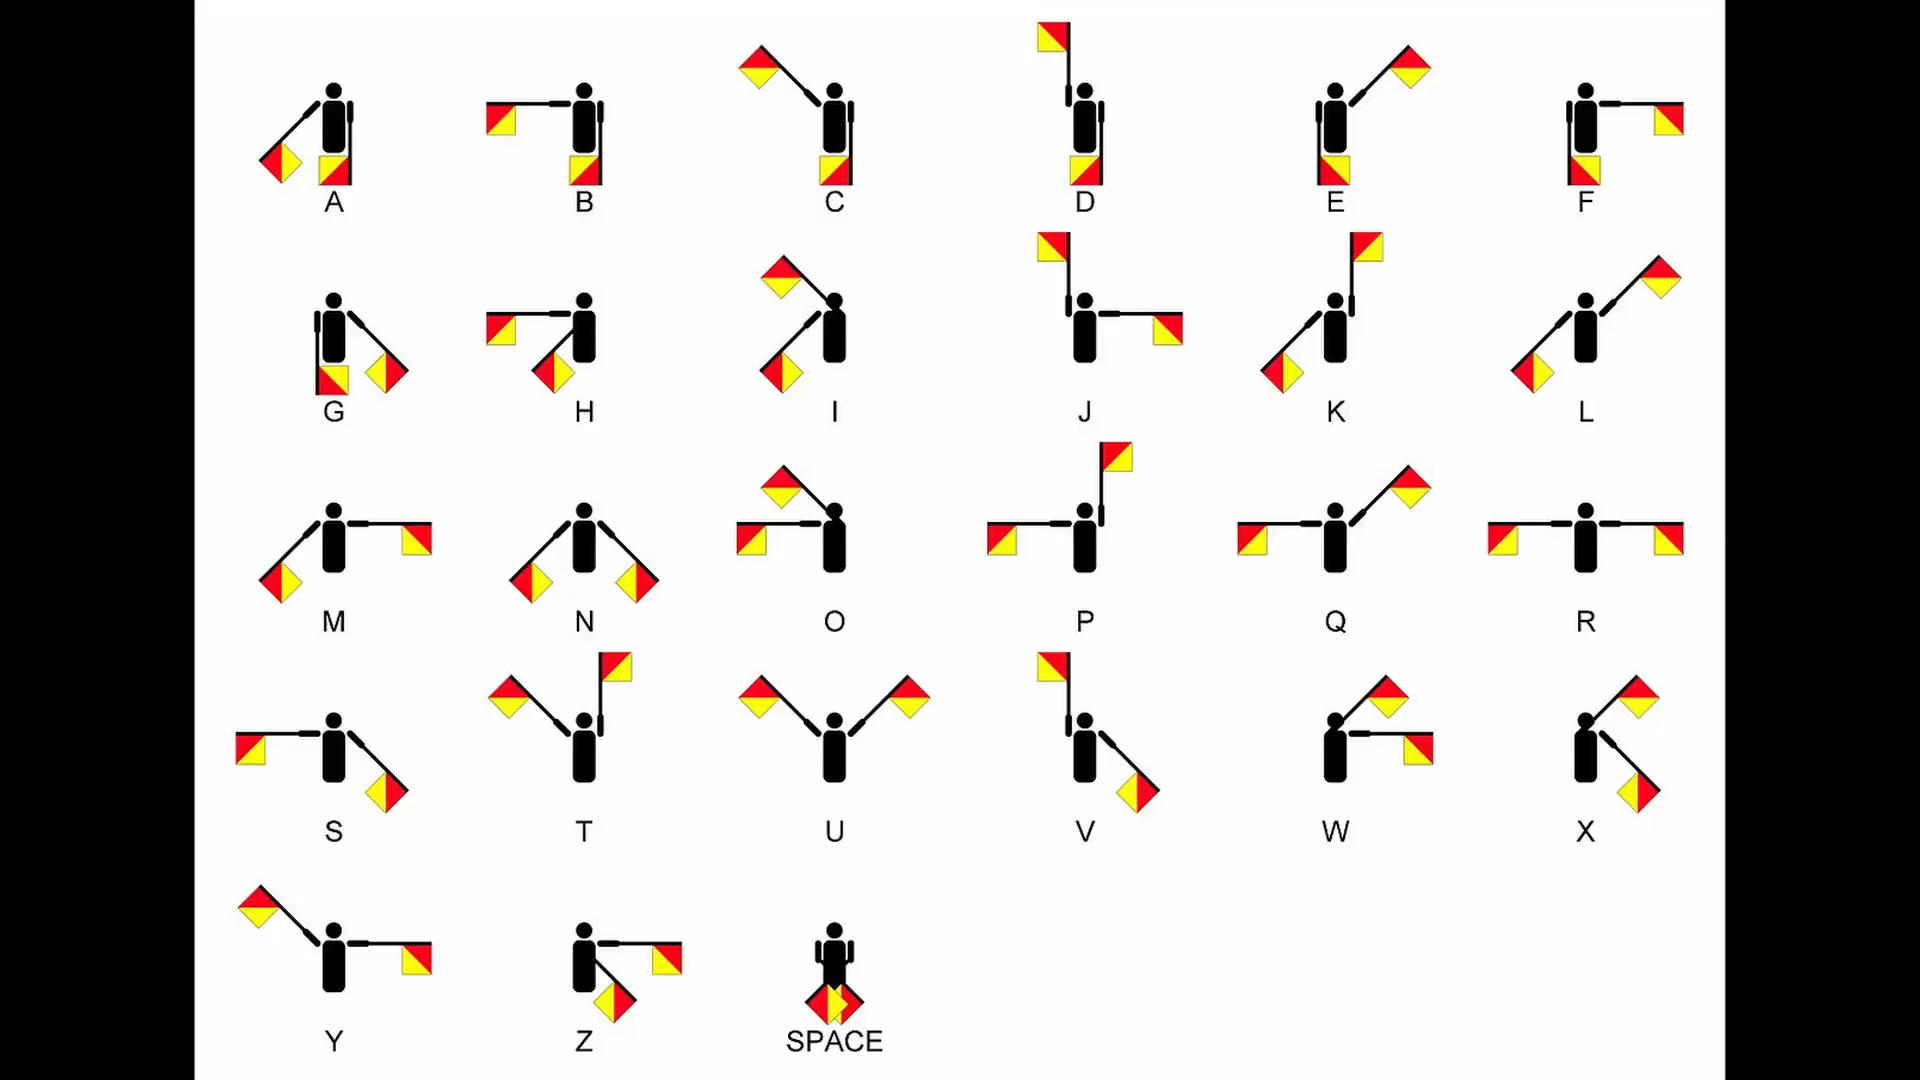 A B C D E F
G H I J K L
M N O P Q R
S T U V W X
Y Z SPACE